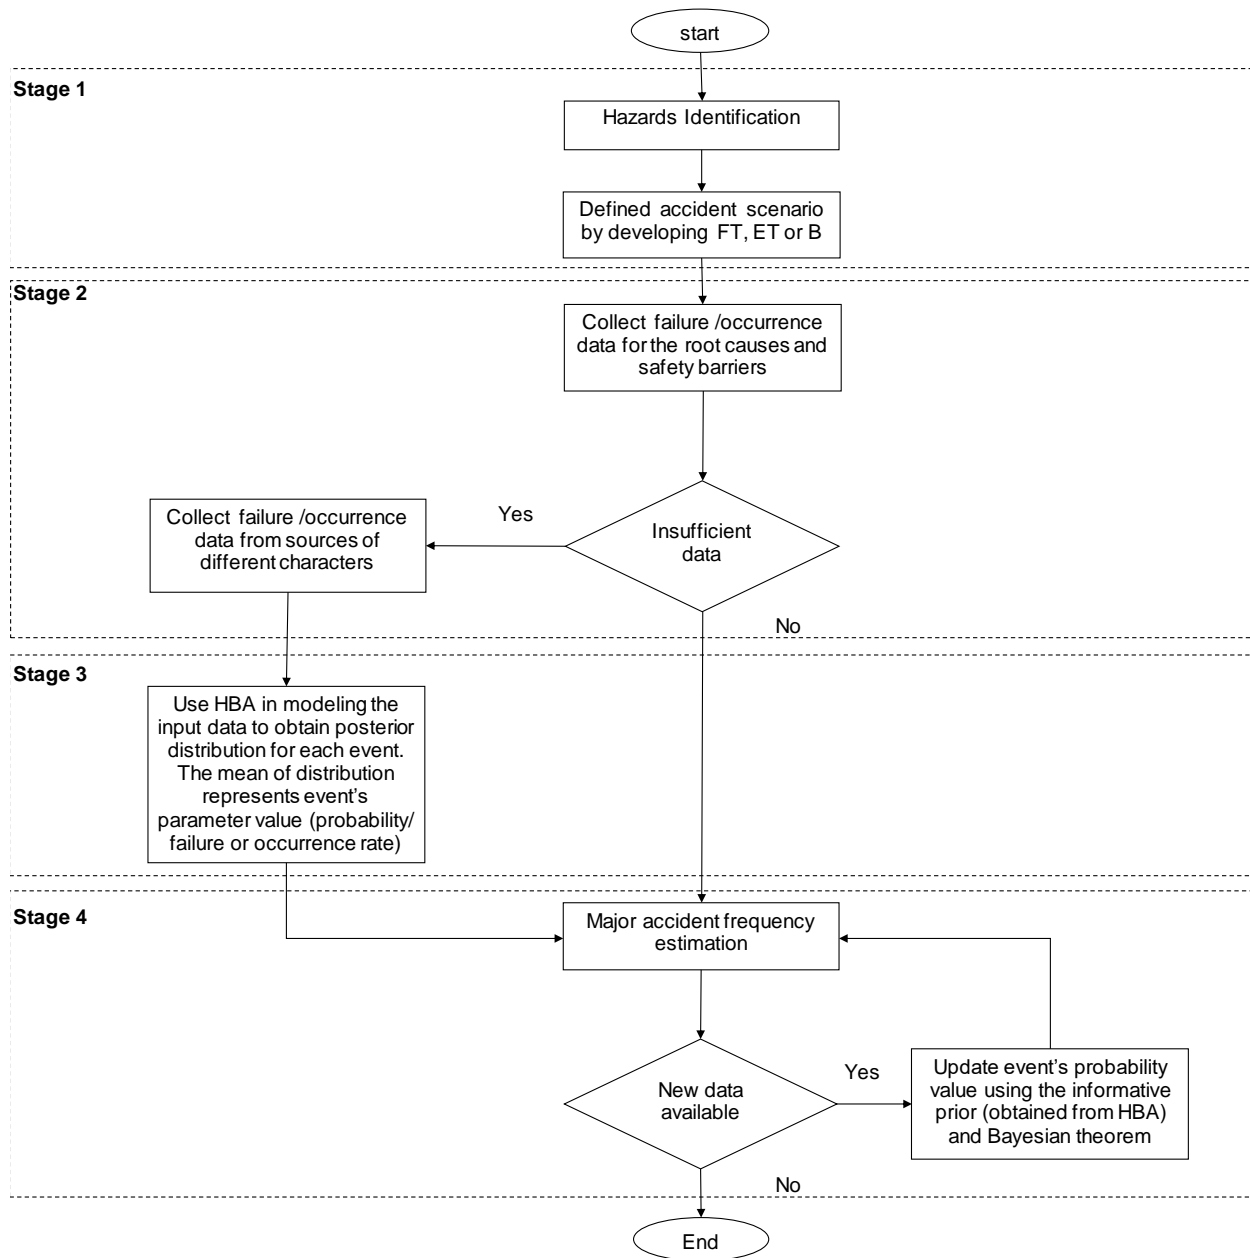 start
Stage 1
Hazards Identification
Defined accident scenario
by developing FT, ET or B
Stage 2
Collect failure /occurrence
data for the root causes and
safety barriers
Insufficient
data
Yes
No
Collect failure /occurrence
data from sources of
different characters
Stage 3
Use HBA in modeling the
input data to obtain posterior
distribution for each event.
The mean of distribution
represents event's
parameter value (probability/
failure or occurrence rate)
Stage 4
Major accident frequency
estimation
New data
available
Yes
Update event's probability
value using the informative
prior (obtained from HBA)
and Bayesian theorem
No
End